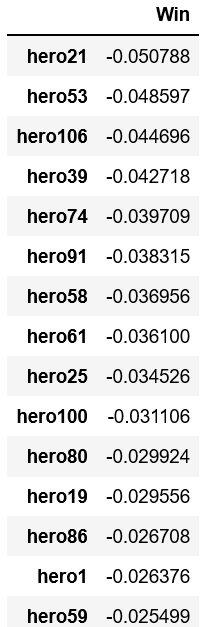 Win
hero21 -0.050788
hero53 -0.048597
hero106 -0.044696
hero39 -0.042718
hero74 -0.039709
hero91 -0.038315
hero58 -0.036956
hero61 -0.036100
hero25 -0.034526
hero100 -0.031106
hero80 -0.029924
hero19 -0.029556
hero86 -0.026708
hero1 -0.026376
hero59 -0.025499